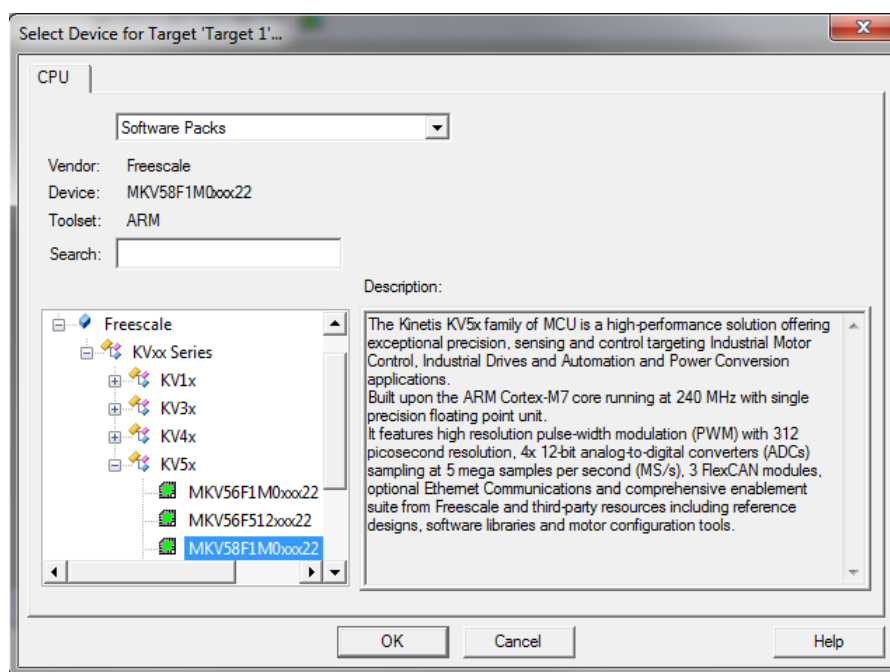 Select Device for Target 'Target 1'...
CPU
Software Packs
Vendor: Freescale
Device: MKV58F1M0xxx22
Toolset: ARM
Search:
Description:
Freescale
KVxx Series
KV1x
KV3x
KV4x
KV5x
MKV56F1M0xxx22
MKV56F512xxx22
MKV58F1M0xxx22
The Kinetis KV5x family of MCU is a high-performance solution offering
exceptional precision, sensing and control targeting Industrial Motor
Control, Industrial Drives and Automation and Power Conversion
applications.
Built upon the ARM Cortex-M7 core running at 240 MHz with single
precision floating point unit.
It features high resolution pulse-width modulation (PWM) with 312
picosecond resolution, 4x 12-bit analog-to-digital converters (ADCs)
sampling at 5 mega samples per second (MS/s), 3 FlexCAN modules,
optional Ethernet Communications and comprehensive enablement
suite from Freescale and third-party resources including reference
designs, software libraries and motor configuration tools.
OK
Cancel
Help